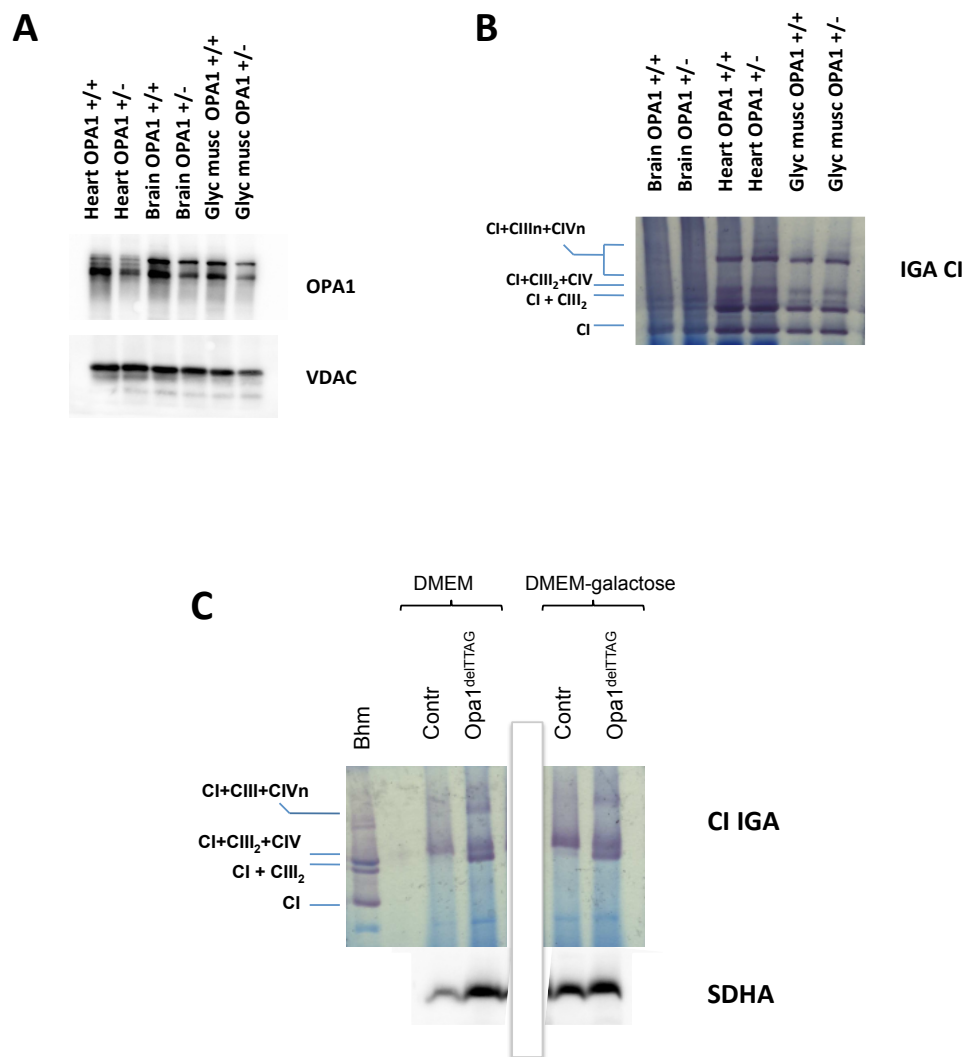 A
Heart OPA1 +/+
Heart OPA1 +/-
Brain OPA1 +/+
Brain OPA1 +/-
Glyc musc OPA1 +/+
Glyc musc OPA1 +/-
OPA1
VDAC
B
Brain OPA1 +/+
Brain OPA1 +/-
Heart OPA1 +/+
Heart OPA1 +/-
Glyc musc OPA1 +/+
Glyc musc OPA1 +/-
CI+CIIIn+CIVn
CI+CIII₂+CIV
CI + CIII₂
CI
IGA CI
C
DMEM
DMEM-galactose
Bhm
Contr
Opa1delTTAG
Contr
Opa1delTTAG
CI+CIII+CIVn
CI+CIII₂+CIV
CI + CIII₂
CI
CI IGA
SDHA